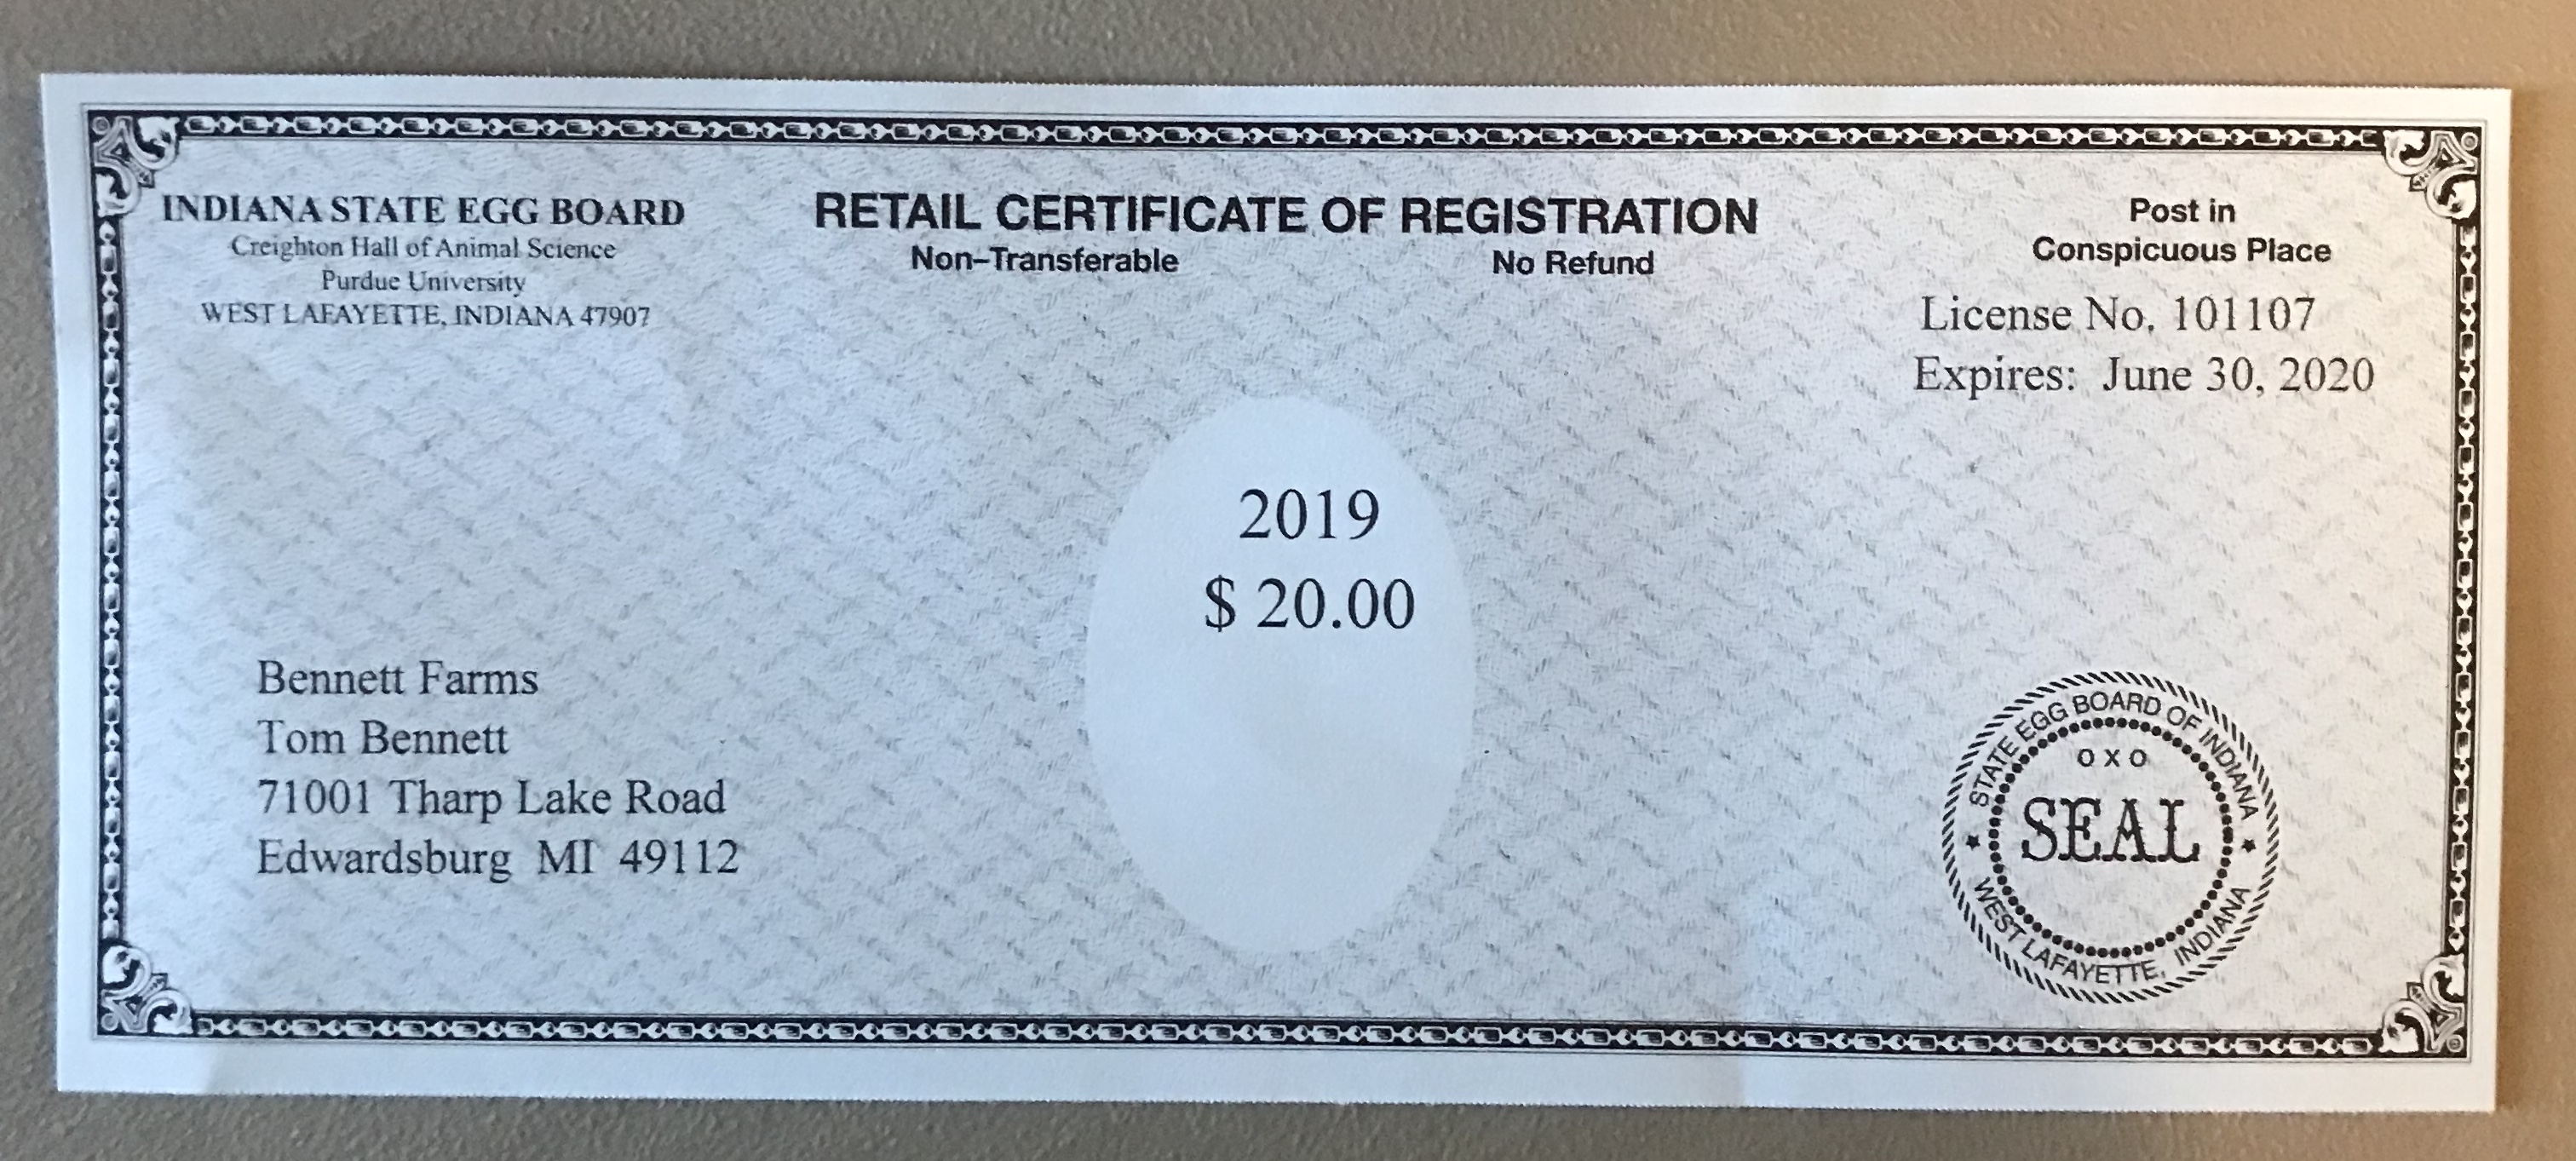 INDIANA STATE EGG BOARD
Creighton Hall of Animal Science
Purdue University
WEST LAFAYETTE, INDIANA 47907
RETAIL CERTIFICATE OF REGISTRATION
Non-Transferable No Refund
Post in
Conspicuous Place
License No. 101107
Expires: June 30, 2020
2019
$ 20.00
Bennett Farms
Tom Bennett
71001 Tharp Lake Road
Edwardsburg MI 49112
STATE EGG BOARD OF INDIANA
OXO
SEAL
WEST LAFAYETTE, INDIANA